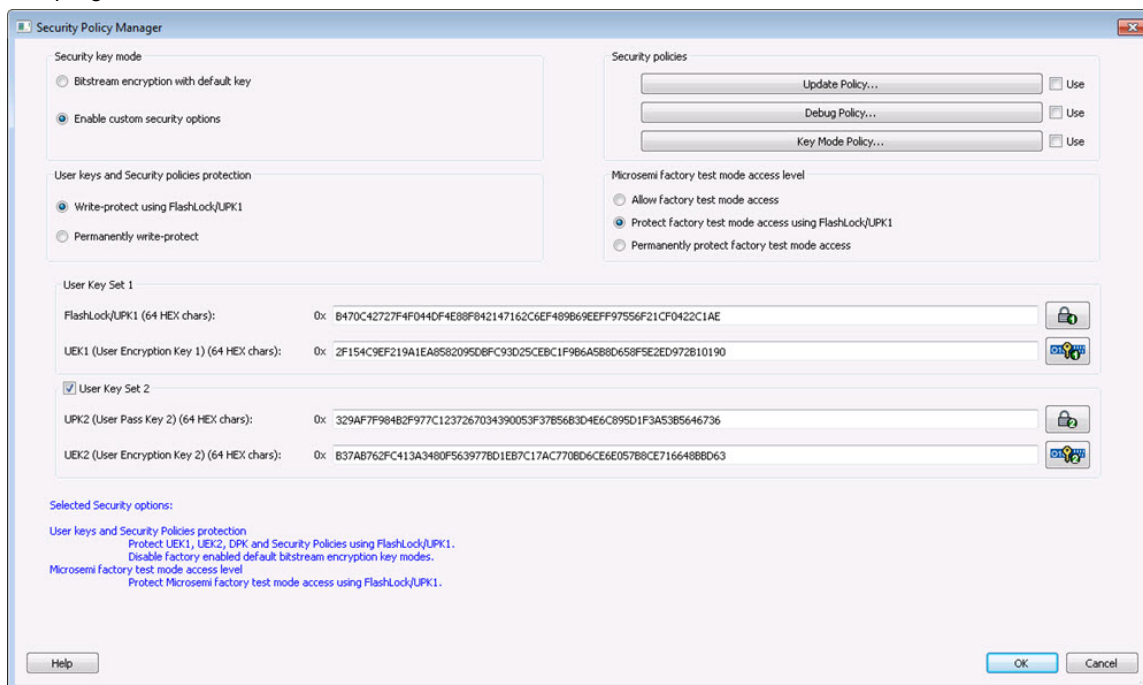 Security Policy Manager
Security key mode
Bitstream encryption with default key
Enable custom security options
Security policies
Update Policy...
Use
Debug Policy...
Use
Key Mode Policy...
Use
User keys and Security policies protection
Write-protect using FlashLock/UPK1
Permanently write-protect
Microsemi factory test mode access level
Allow factory test mode access
Protect factory test mode access using FlashLock/UPK1
Permanently protect factory test mode access
User Key Set 1
FlashLock/UPK1 (64 HEX chars): 0x B470C42727F4F044DF4E88F842147162C6EF489B69EEFF97556F21CF0422C1AE
UEK1 (User Encryption Key 1) (64 HEX chars): 0x 2F154C9EF219A1EA8582095DBFC93D25CEBC1F9B6A5B8D658F5E2ED972B10190
User Key Set 2
UPK2 (User Pass Key 2) (64 HEX chars): 0x 329AF7F984B2F977C1237267034390053F37B56B3D4E6C895D1F3A53B5646736
UEK2 (User Encryption Key 2) (64 HEX chars): 0x B37AB762FC413A3480F563977BD1EB7C17AC770BD6CE6E057B8CE716648BBD63
Selected Security options:
User keys and Security Policies protection
Protect UEK1, UEK2, DPK and Security Policies using FlashLock/UPK1.
Disable factory enabled default bitstream encryption key modes.
Microsemi factory test mode access level
Protect Microsemi factory test mode access using FlashLock/UPK1.
Help
OK
Cancel